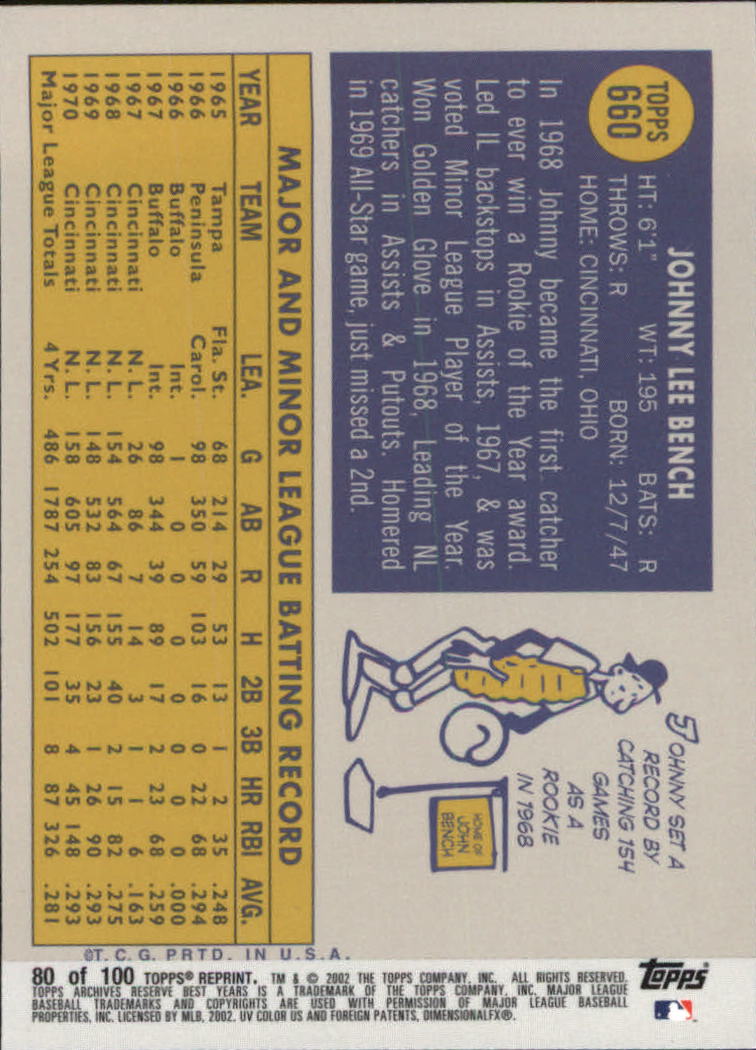 TOPPS
660
JOHNNY LEE BENCH
HT: 6'1" WT: 195 BATS: R
THROWS: R BORN: 12/7/47
HOME: CINCINNATI, OHIO
In 1968 Johnny became the first catcher
to ever win a Rookie of the Year award.
Led IL backstops in Assists, 1967, & was
voted Minor League Player of the Year.
Won Golden Glove in 1968, Leading NL
catchers in Assists & Putouts. Homered
in 1969 All-Star game, just missed a 2nd.
JOHNNY SET A
RECORD BY
CATCHING 154
GAMES
AS A
ROOKIE
IN 1968
HOME OF
JOHN
BENCH
MAJOR AND MINOR LEAGUE BATTING RECORD
YEAR TEAM LEA. G AB R H 2B 3B HR RBI AVG.
1965 Tampa Fla. St. 68 214 29 53 13 1 2 35 .248
1966 Peninsula Carol. 98 350 59 103 16 0 22 68 .294
1966 Buffalo Int. 1 0 0 0 0 0 0 0 .000
1967 Buffalo Int. 98 344 39 89 17 2 23 68 .259
1967 Cincinnati N. L. 26 86 7 14 3 1 1 6 .163
1968 Cincinnati N. L. 154 564 67 155 40 2 15 82 .275
1969 Cincinnati N. L. 148 532 83 156 23 1 26 90 .293
1970 Cincinnati N. L. 158 605 97 177 35 4 45 148 .293
Major League Totals 4 Yrs. 486 1787 254 502 101 8 87 326 .281
©T. C. G. PRTD. IN U. S. A.
80 of 100 TOPPS® REPRINT. TM & © 2002 THE TOPPS COMPANY, INC. ALL RIGHTS RESERVED.
TOPPS ARCHIVES RESERVE BEST YEARS IS A TRADEMARK OF THE TOPPS COMPANY, INC. MAJOR LEAGUE
BASEBALL TRADEMARKS AND COPYRIGHTS ARE USED WITH PERMISSION OF MAJOR LEAGUE BASEBALL
PROPERTIES, INC. LICENSED BY MLB, 2002. UV COLOR US AND FOREIGN PATENTS, DIMENSIONALFX®.
topps®